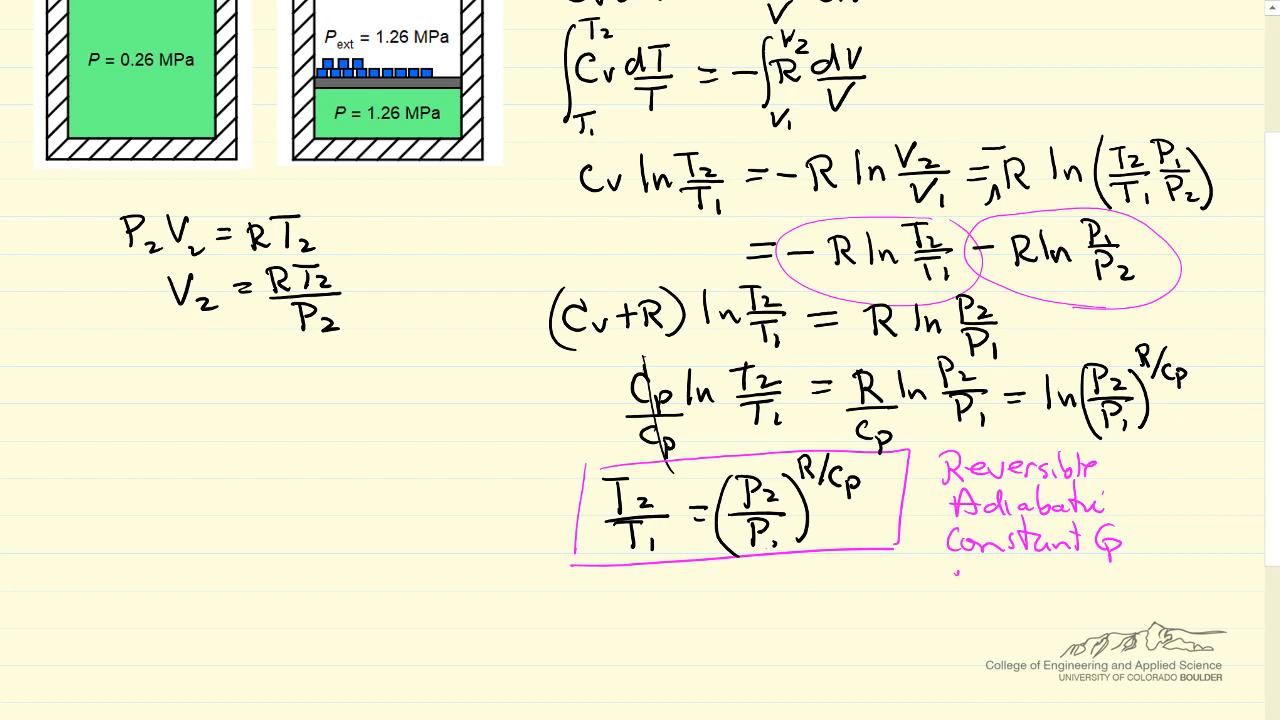 P = 0.26 MPa
Pext = 1.26 MPa
P = 1.26 MPa
P₂V₂ = RT₂
V₂ = RT₂/P₂
∫_{T₁}^{T₂} Cv dT/T = -∫_{V₁}^{V₂} R dV/V
Cv ln T₂/T₁ = -R ln V₂/V₁ = -R ln(T₂/T₁ P₁/P₂)
= -R ln T₂/T₁ - R ln P₁/P₂
(Cv+R) ln T₂/T₁ = R ln P₂/P₁
Cp/Cp ln T₂/T₁ = R/Cp ln P₂/P₁ = ln(P₂/P₁)^{R/Cp}
T₂/T₁ = (P₂/P₁)^{R/Cp}
Reversible
Adiabatic
Constant Cp
College of Engineering and Applied Science
UNIVERSITY OF COLORADO BOULDER